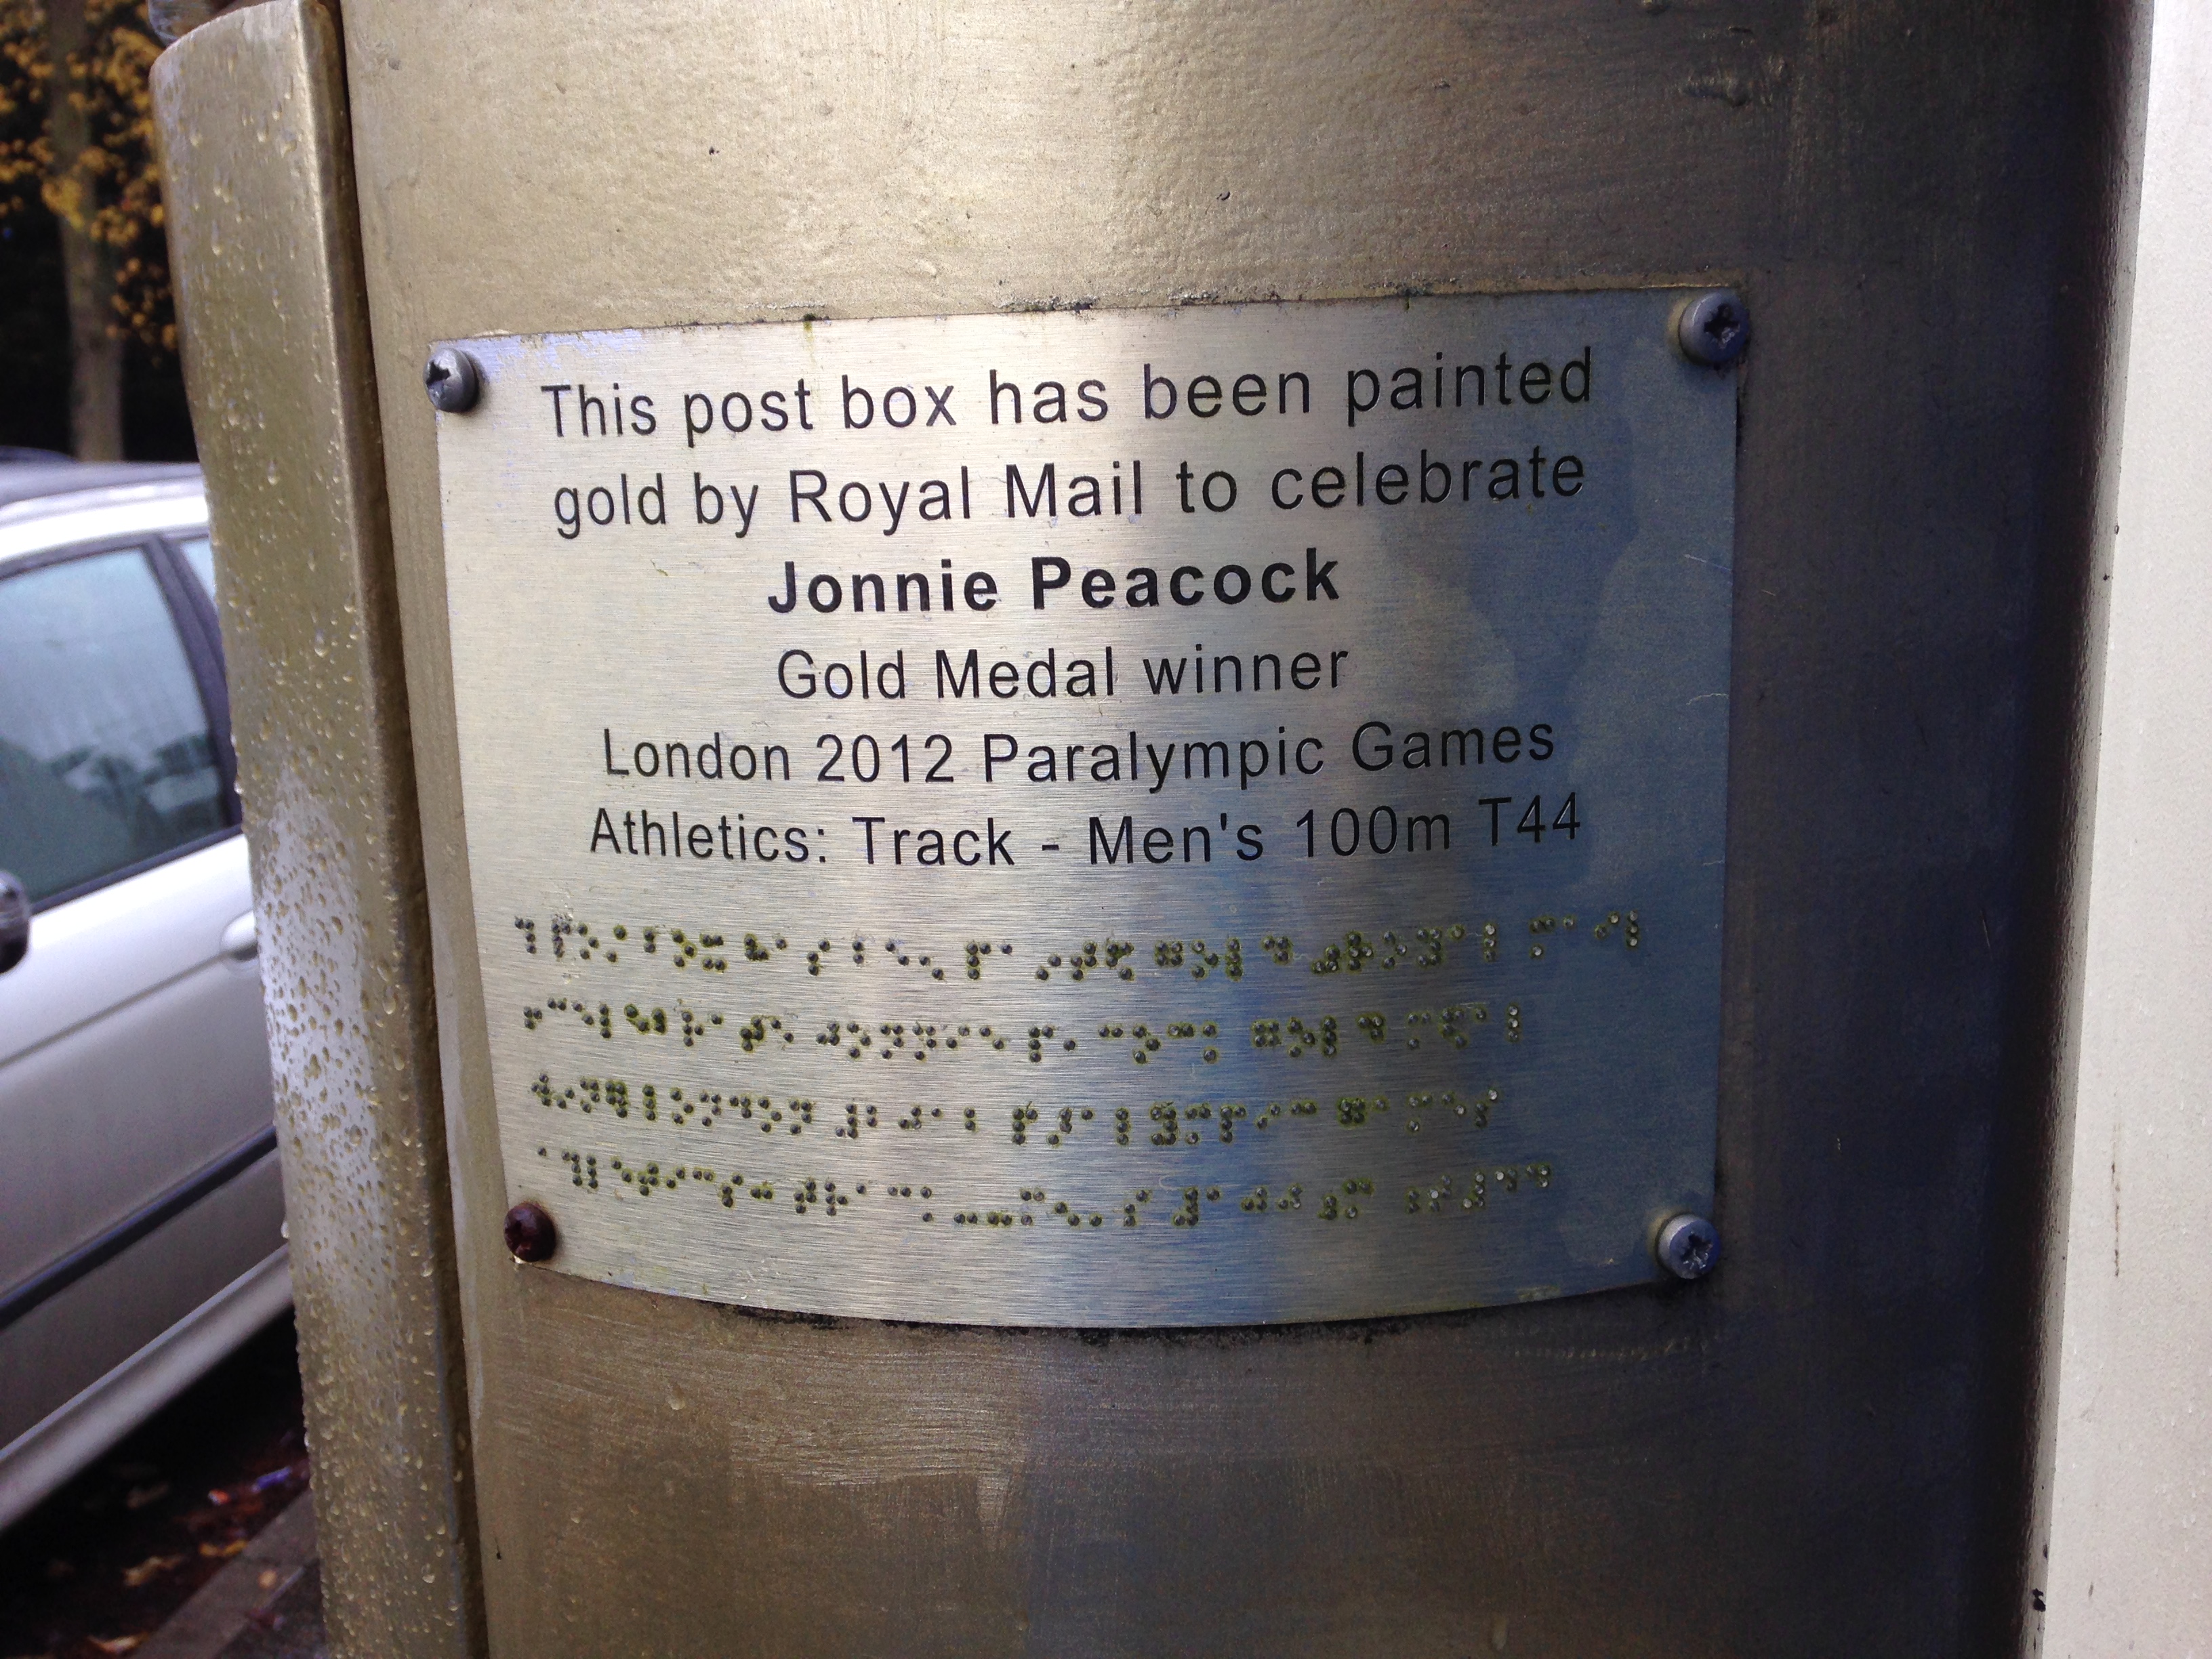 This post box has been painted
gold by Royal Mail to celebrate
Jonnie Peacock
Gold Medal winner
London 2012 Paralympic Games
Athletics: Track - Men's 100m T44